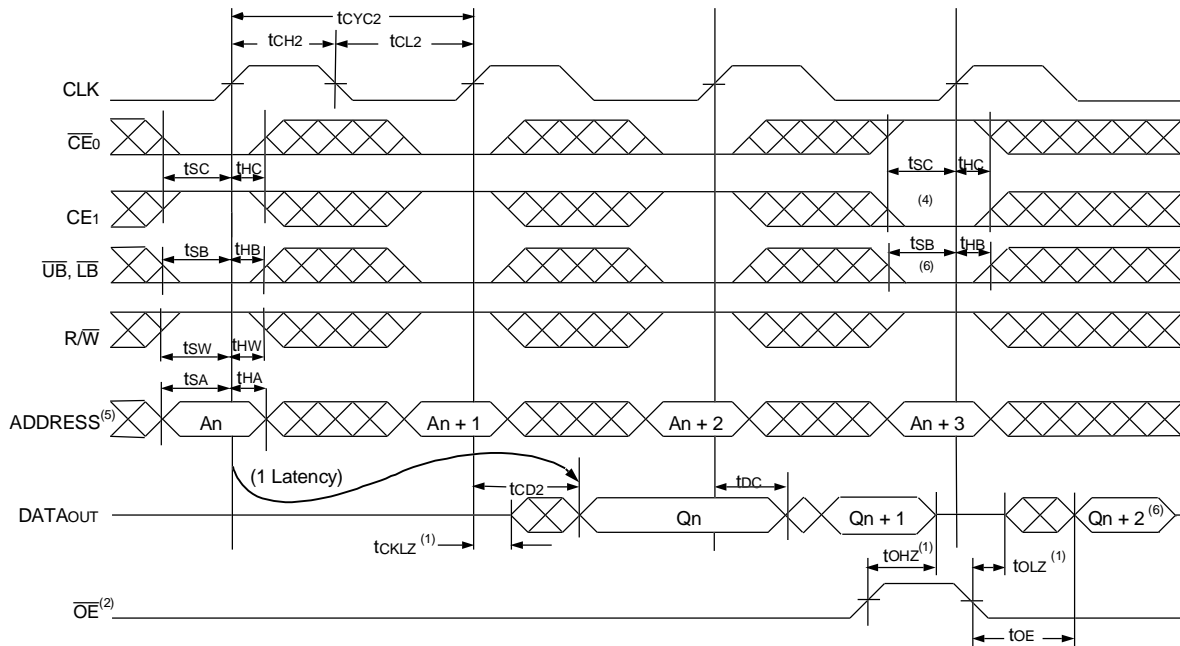 tCYC2
tCH2 tCL2
CLK
CE0
tSC tHC tSC tHC
CE1 (4)
tSB tHB tSB tHB
UB, LB (6)
R/W
tSW tHW
tSA tHA
ADDRESS(5) An An + 1 An + 2 An + 3
(1 Latency) tCD2 tDC
DATAOUT Qn Qn + 1 Qn + 2 (6)
tCKLZ (1) tOHZ(1) tOLZ (1)
OE(2)
tOE